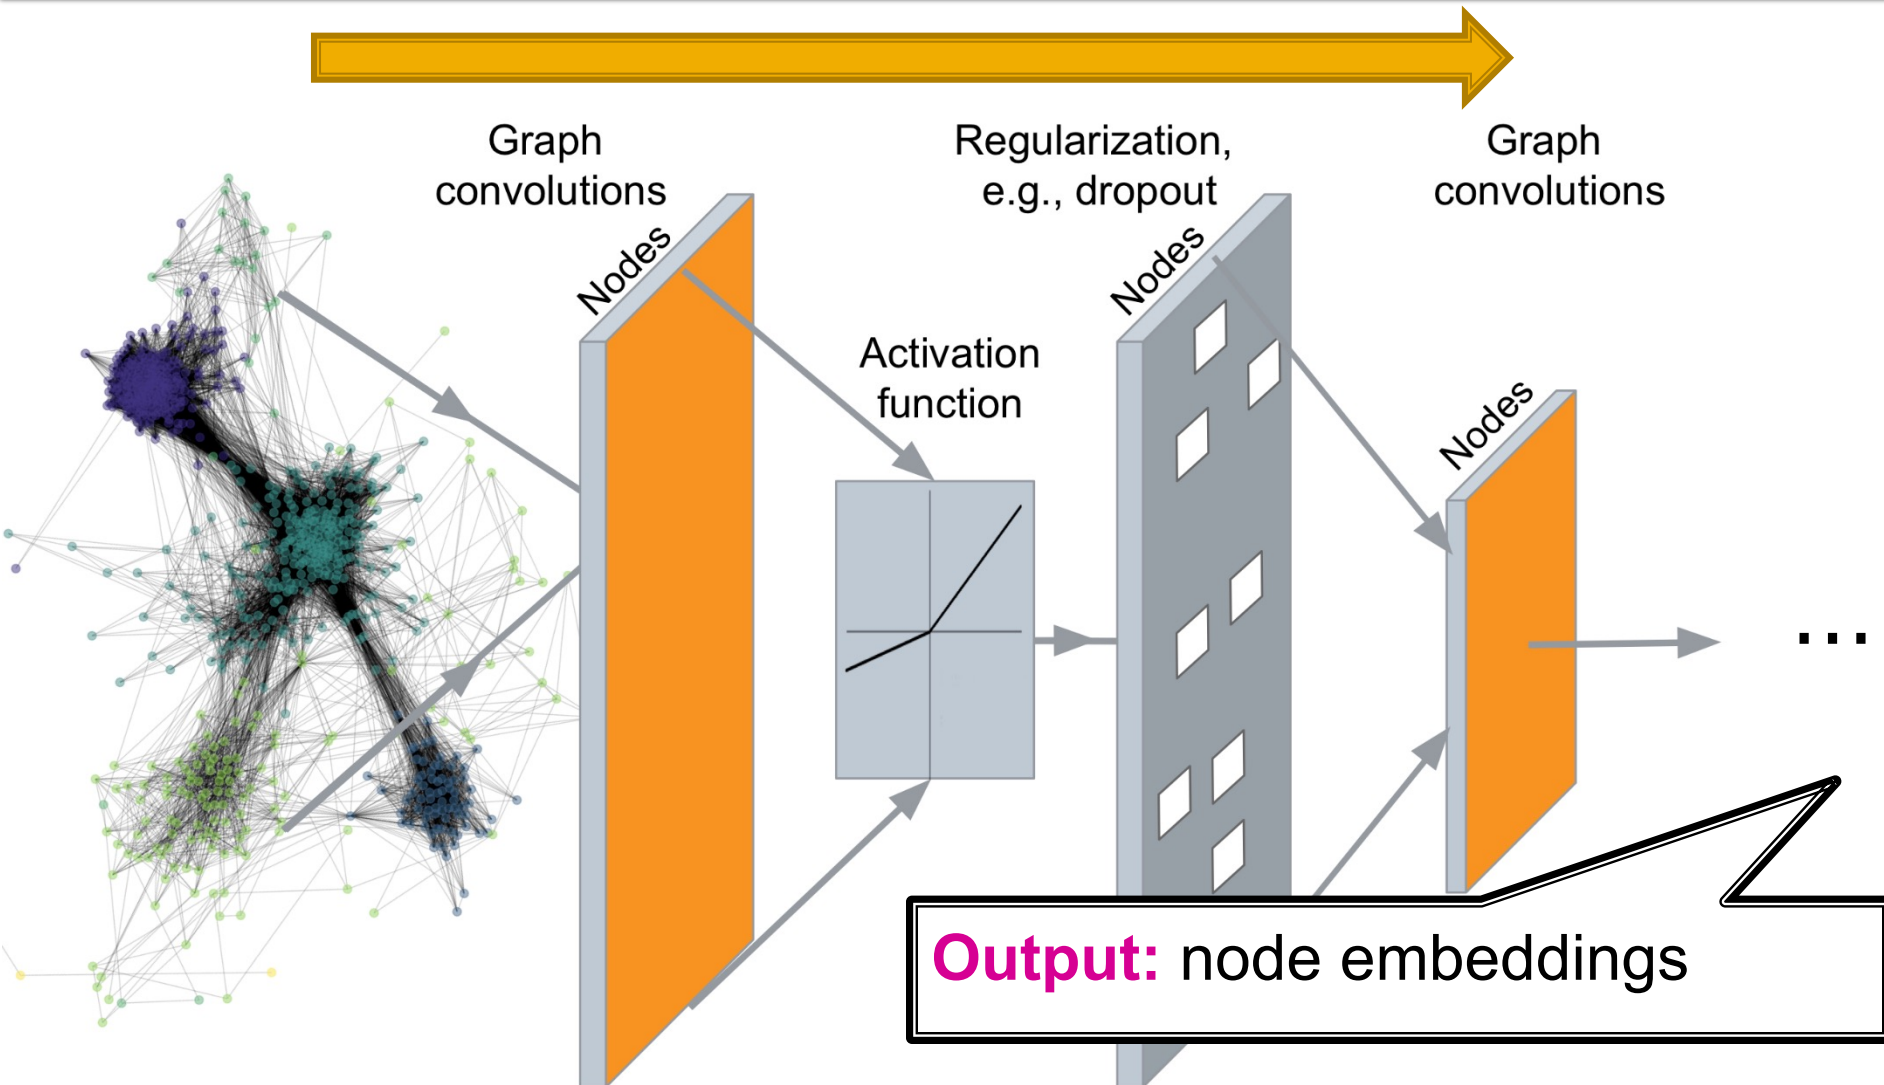 Graph
convolutions
Regularization,
e.g., dropout
Graph
convolutions
Nodes
Nodes
Activation
function
Nodes
...
Output: node embeddings